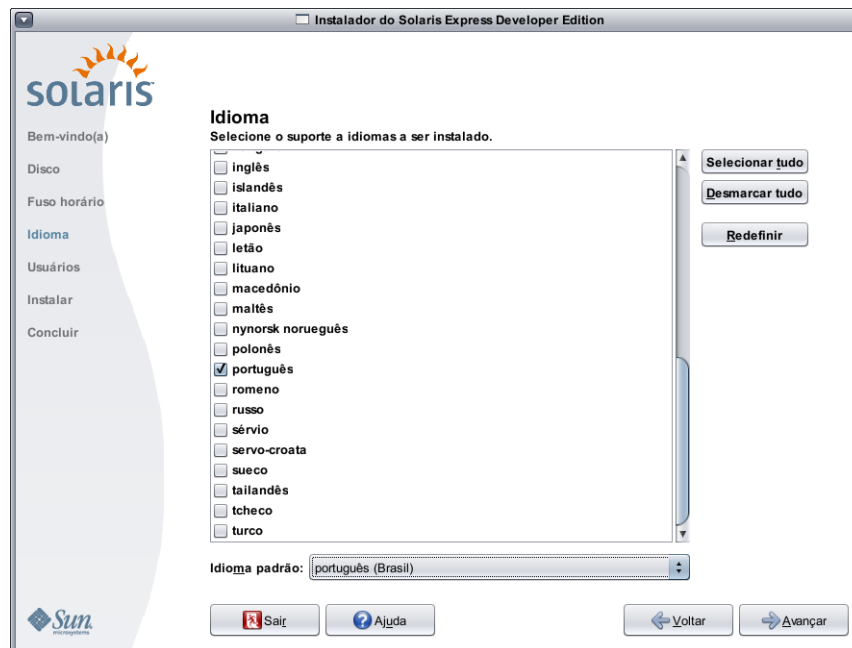 Instalador do Solaris Express Developer Edition
solaris
Bem-vindo(a)
Disco
Fuso horário
Idioma
Usuários
Instalar
Concluir
Idioma
Selecione o suporte a idiomas a ser instalado.
inglês
islandês
italiano
japonês
letão
lituano
macedônio
maltês
nynorsk norueguês
polonês
português
romeno
russo
sérvio
servo-croata
sueco
tailandês
tcheco
turco
Selecionar tudo
Desmarcar tudo
Redefinir
Idioma padrão: português (Brasil)
Sun
microsystems
Sair
Ajuda
Voltar
Avançar